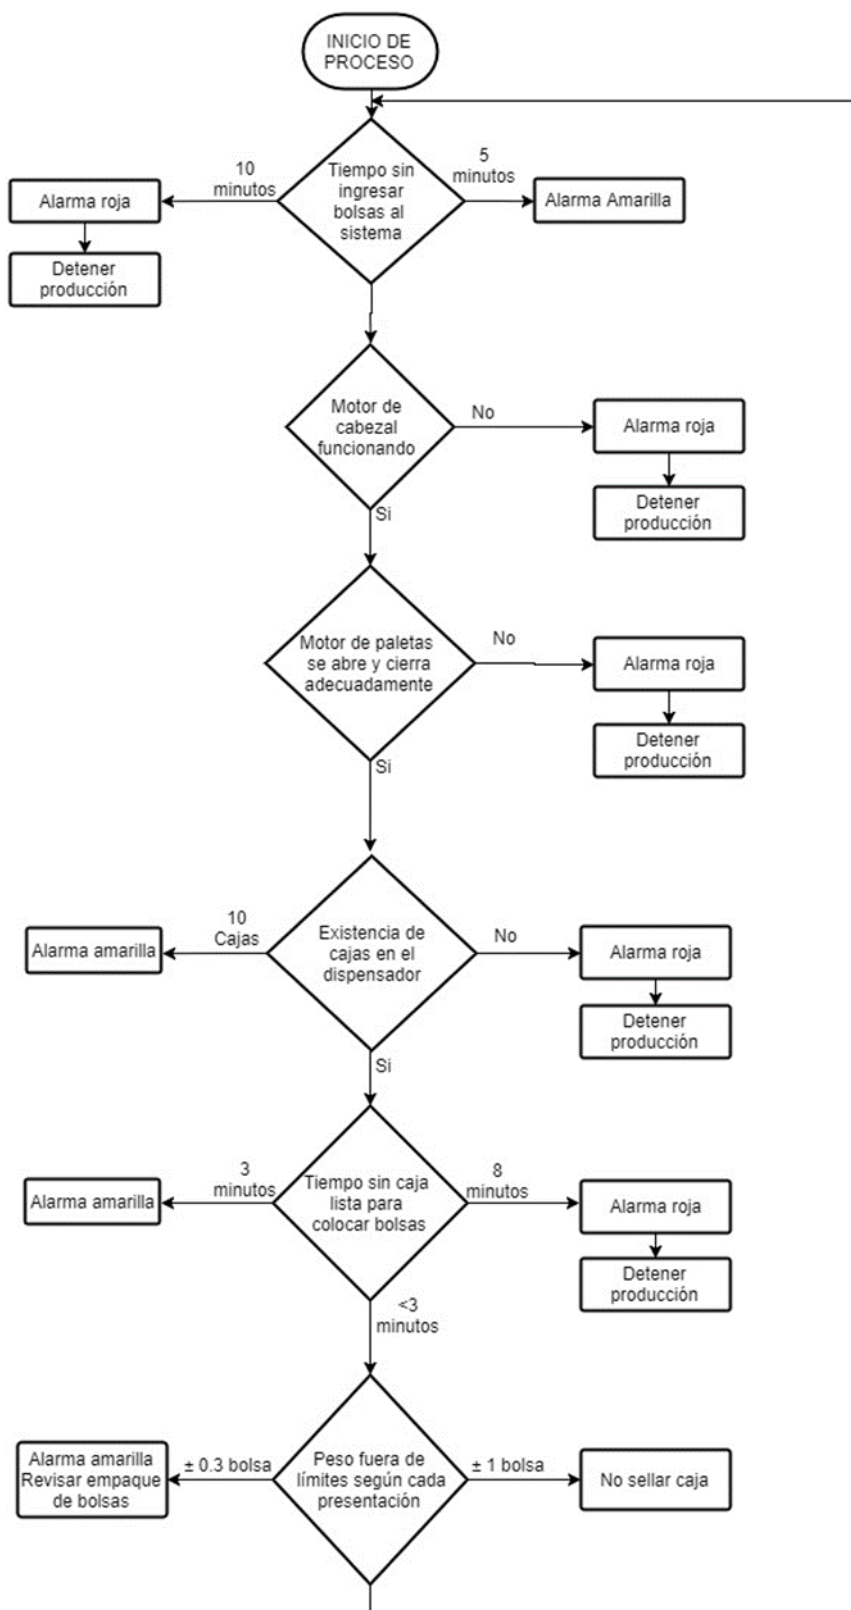 INICIO DE
PROCESO
10
minutos
Tiempo sin
ingresar
bolsas al
sistema
5
minutos
Alarma roja
Alarma Amarilla
Detener
producción
Motor de
cabezal
funcionando
No
Alarma roja
Detener
producción
Si
Motor de paletas
se abre y cierra
adecuadamente
No
Alarma roja
Detener
producción
Si
10
Cajas
Existencia de
cajas en el
dispensador
No
Alarma amarilla
Alarma roja
Detener
producción
Si
3
minutos
Tiempo sin caja
lista para
colocar bolsas
8
minutos
Alarma amarilla
Alarma roja
Detener
producción
<3
minutos
Alarma amarilla
Revisar empaque
de bolsas
± 0.3 bolsa
Peso fuera de
límites según cada
presentación
± 1 bolsa
No sellar caja